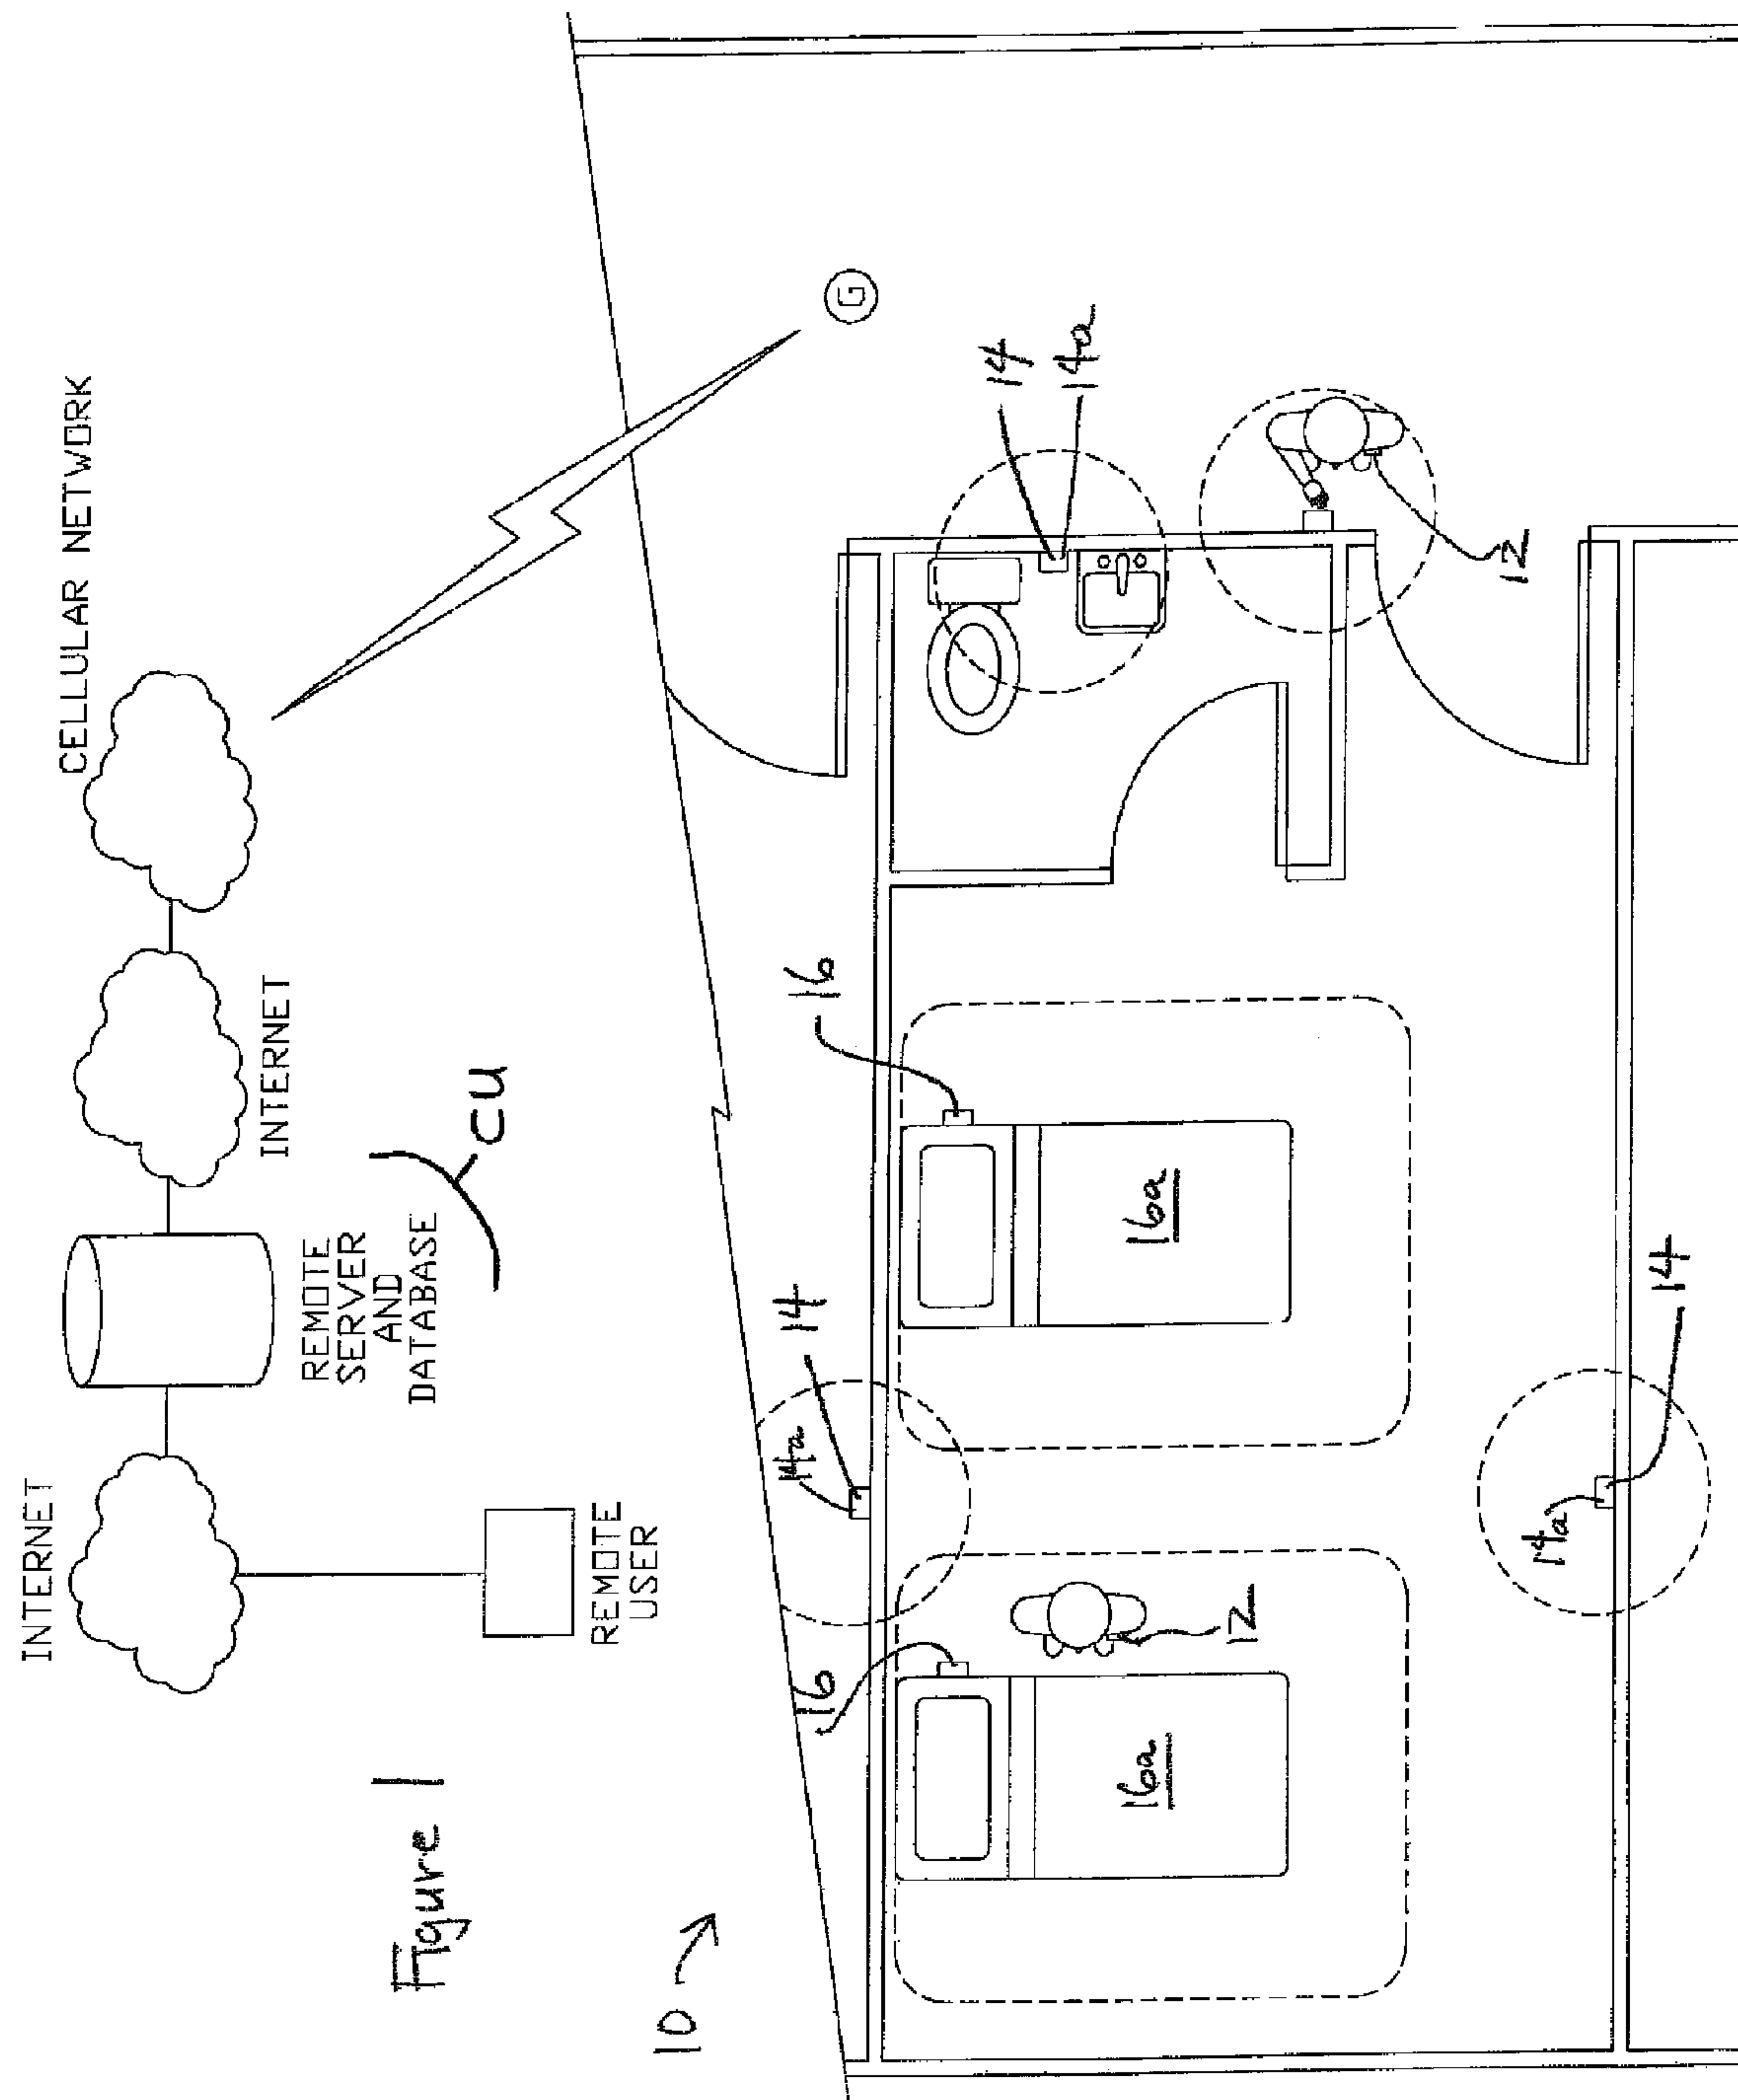 Figure 1
INTERNET
REMOTE
SERVER
AND
DATABASE
INTERNET
CELLULAR NETWORK
REMOTE
USER
CU
10
G
16
14a
14
16
14
14a
12
16a
16a
12
14a
14